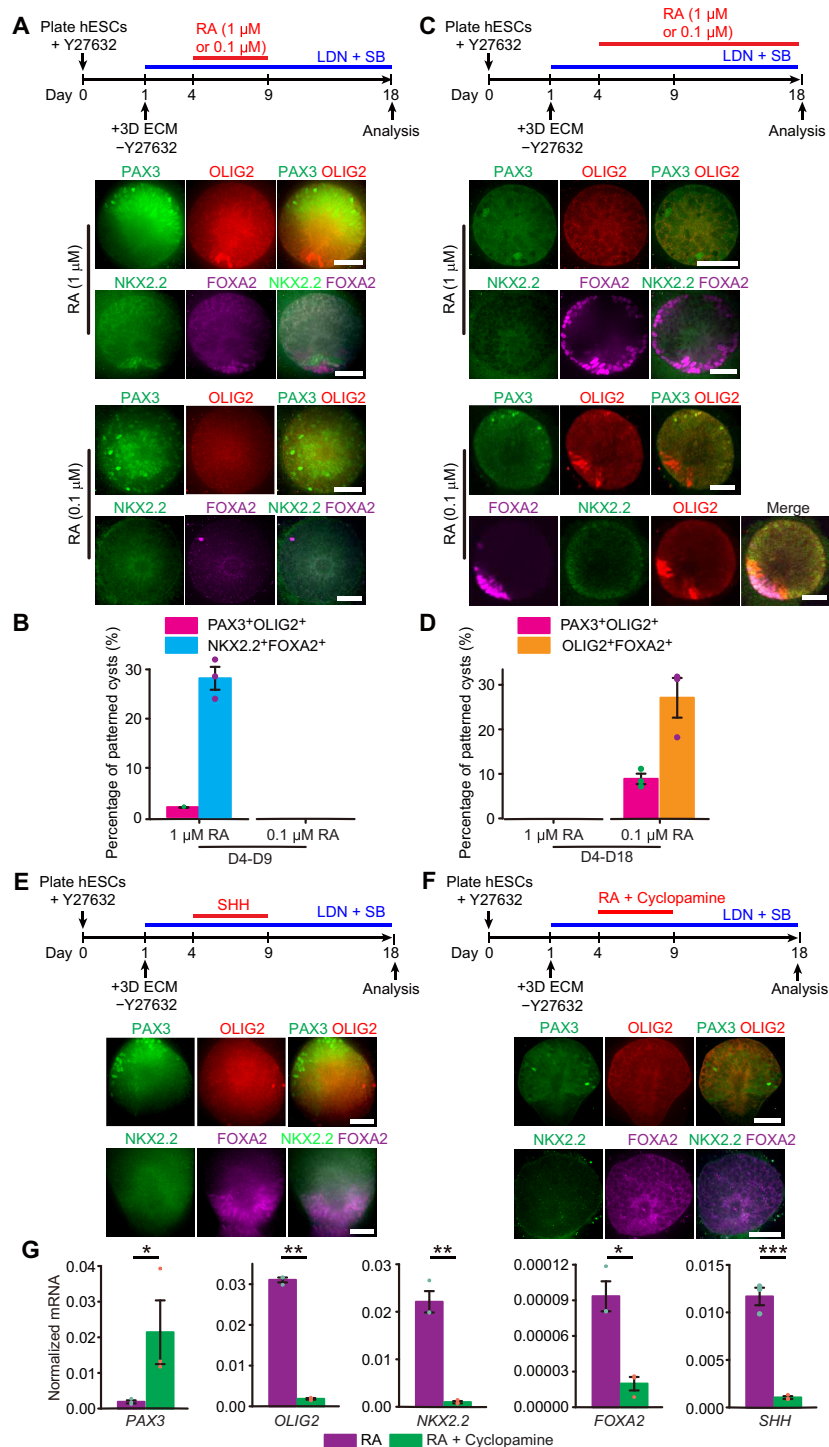 A
Plate hESCs
+ Y27632
RA (1 µM
or 0.1 µM)
LDN + SB
Day 0 1 4 9 18
+3D ECM
−Y27632
Analysis
PAX3 OLIG2 PAX3 OLIG2
RA (1 µM)
NKX2.2 FOXA2 NKX2.2 FOXA2
PAX3 OLIG2 PAX3 OLIG2
RA (0.1 µM)
NKX2.2 FOXA2 NKX2.2 FOXA2
C
Plate hESCs
+ Y27632
RA (1 µM
or 0.1 µM)
LDN + SB
Day 0 1 4 9 18
+3D ECM
−Y27632
Analysis
PAX3 OLIG2 PAX3 OLIG2
RA (1 µM)
NKX2.2 FOXA2 NKX2.2 FOXA2
PAX3 OLIG2 PAX3 OLIG2
RA (0.1 µM)
FOXA2 NKX2.2 OLIG2 Merge
B
PAX3+OLIG2+
NKX2.2+FOXA2+
Percentage of patterned cysts (%)
30
20
10
0
1 µM RA 0.1 µM RA
D4-D9
D
PAX3+OLIG2+
OLIG2+FOXA2+
Percentage of patterned cysts (%)
30
20
10
0
1 µM RA 0.1 µM RA
D4-D18
E
Plate hESCs
+ Y27632
SHH
LDN + SB
Day 0 1 4 9 18
+3D ECM
−Y27632
Analysis
PAX3 OLIG2 PAX3 OLIG2
NKX2.2 FOXA2 NKX2.2 FOXA2
F
Plate hESCs
+ Y27632
RA + Cyclopamine
LDN + SB
Day 0 1 4 9 18
+3D ECM
−Y27632
Analysis
PAX3 OLIG2 PAX3 OLIG2
NKX2.2 FOXA2 NKX2.2 FOXA2
G
Normalized mRNA
*
0.04
0.03
0.02
0.01
0.00
PAX3
**
0.03
0.02
0.01
0.00
OLIG2
**
0.03
0.02
0.01
0.00
NKX2.2
*
0.00012
0.00009
0.00006
0.00003
0.00000
FOXA2
***
0.015
0.010
0.005
0.000
SHH
RA RA + Cyclopamine